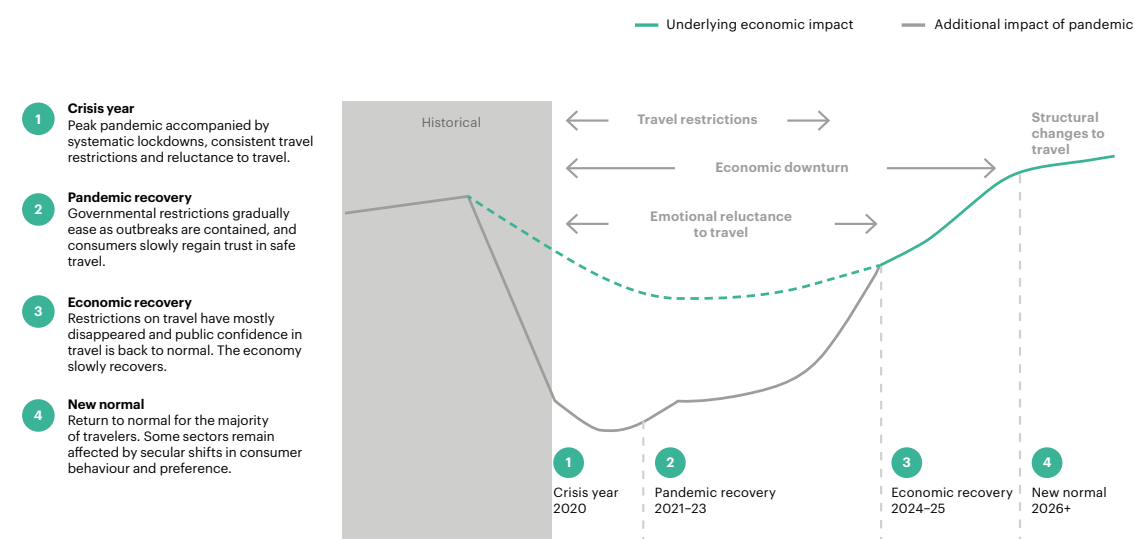 Underlying economic impact
Additional impact of pandemic
1
Crisis year
Peak pandemic accompanied by
systematic lockdowns, consistent travel
restrictions and reluctance to travel.
2
Pandemic recovery
Governmental restrictions gradually
ease as outbreaks are contained, and
consumers slowly regain trust in safe
travel.
3
Economic recovery
Restrictions on travel have mostly
disappeared and public confidence in
travel is back to normal. The economy
slowly recovers.
4
New normal
Return to normal for the majority
of travelers. Some sectors remain
affected by secular shifts in consumer
behaviour and preference.
Historical
Travel restrictions
Economic downturn
Emotional reluctance
to travel
Structural
changes to
travel
1
Crisis year
2020
2
Pandemic recovery
2021–23
3
Economic recovery
2024–25
4
New normal
2026+